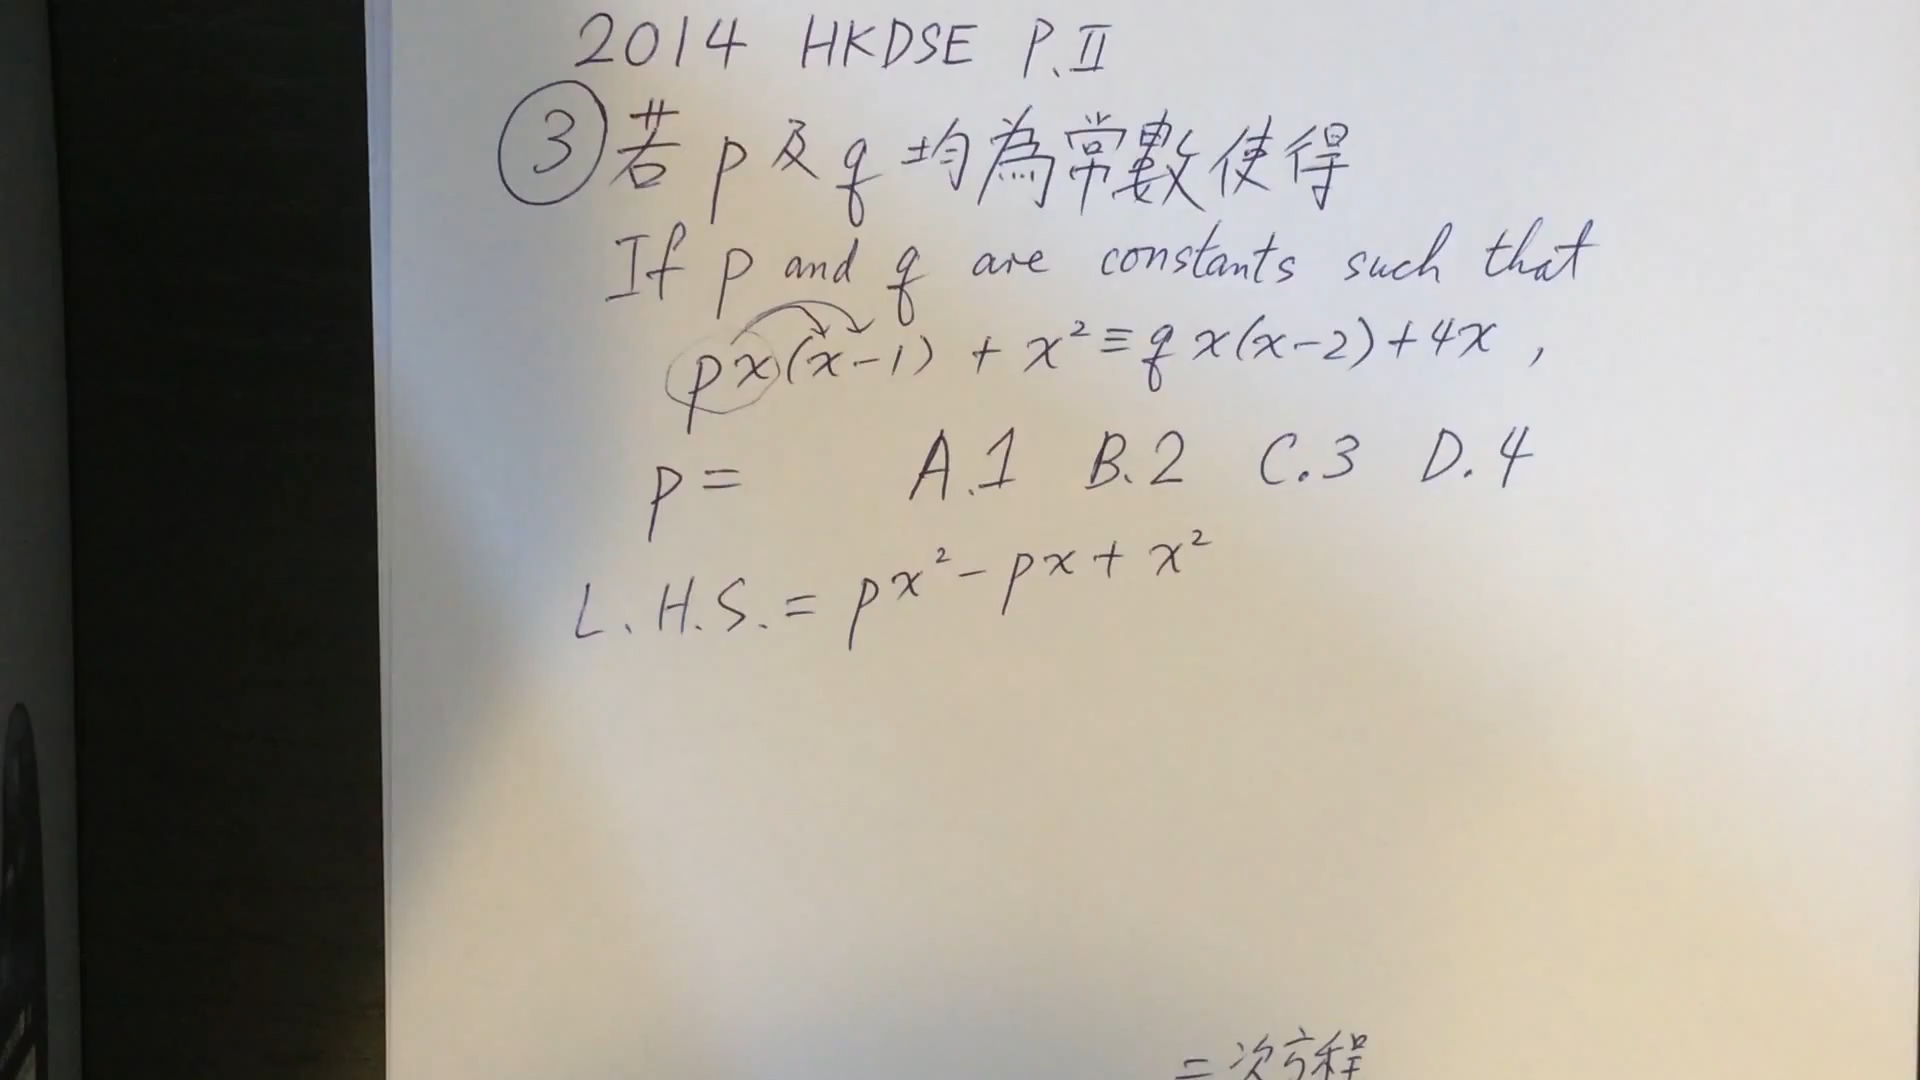 2014 HKDSE P.II
③ 若 p 及 q 均為常數使得
If p and q are constants such that
px(x-1) + x² ≡ qx(x-2)+4x ,
p = A.1 B.2 C.3 D.4
L.H.S. = px² - px + x²
二次方程